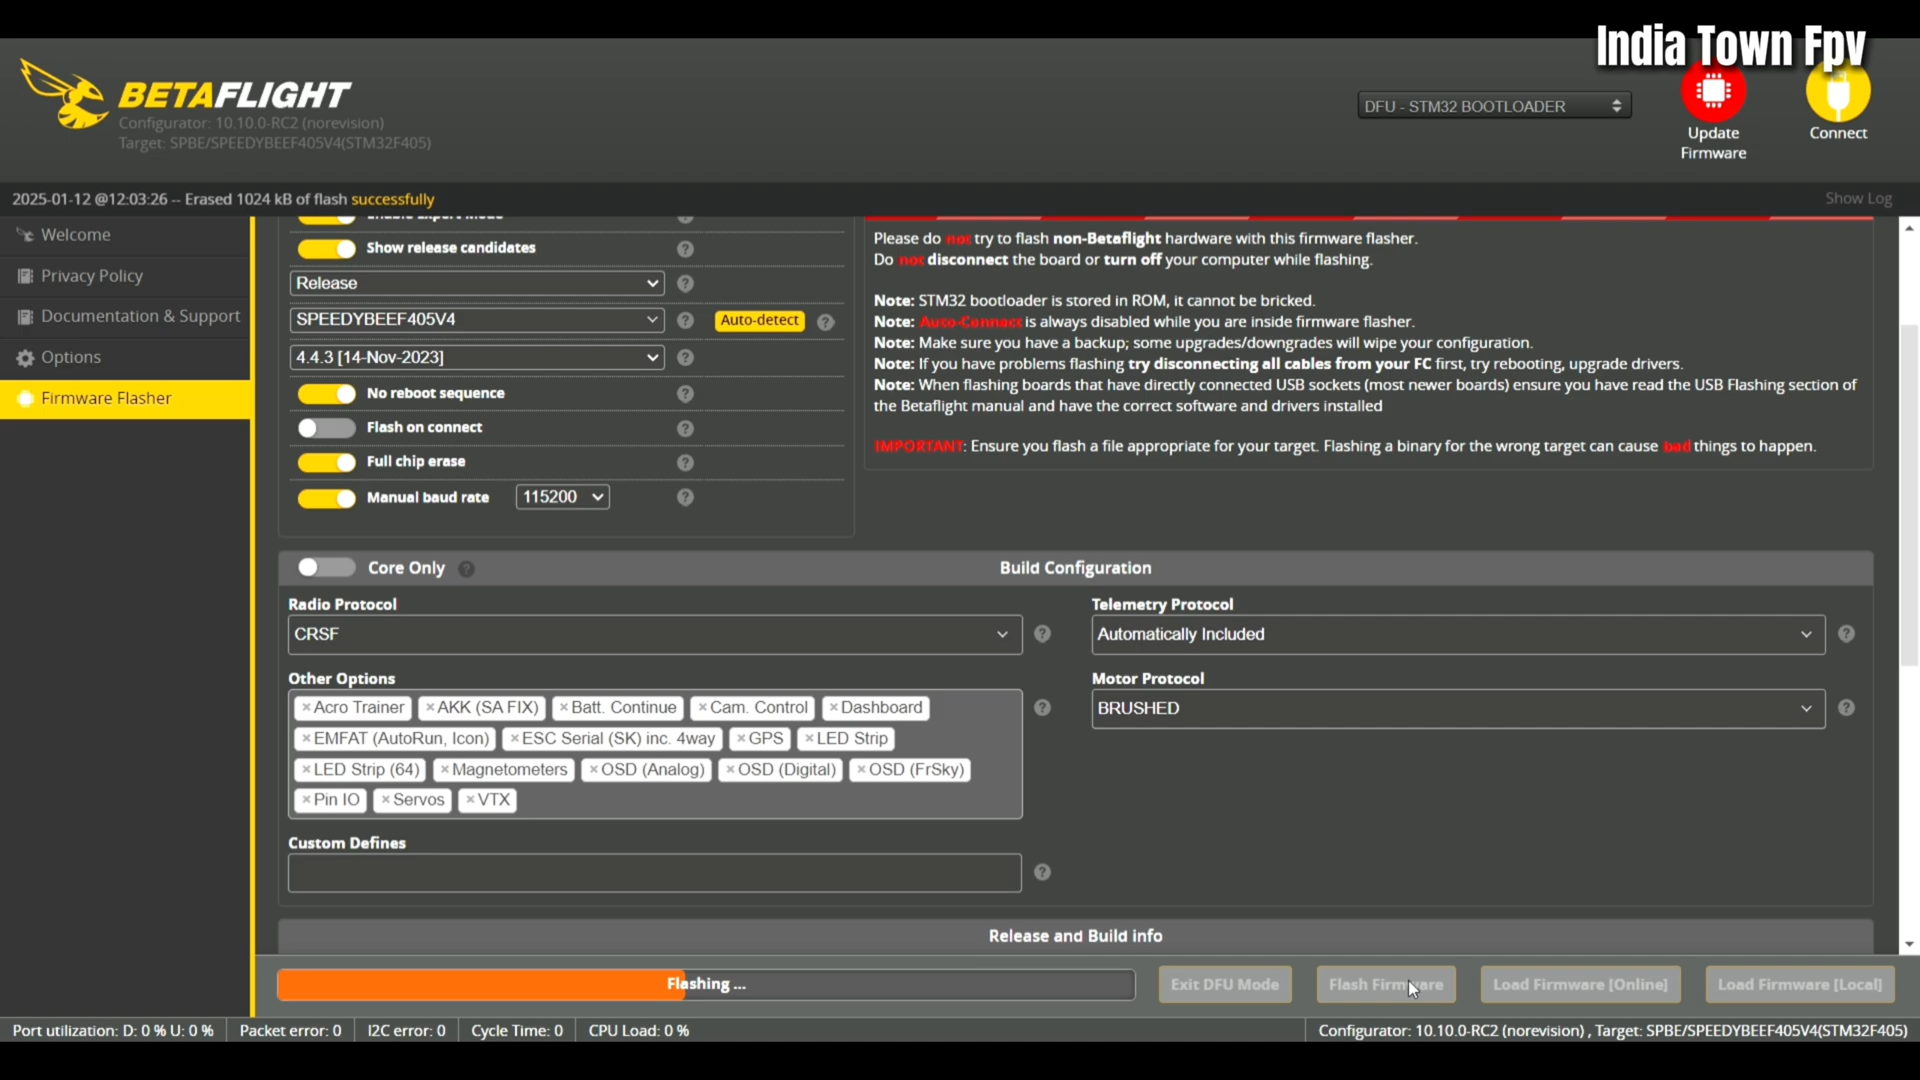 India Town Fpv
BETAFLIGHT
Configurator: 10.10.0-RC2 (norevision)
Target: SPBE/SPEEDYBEEF405V4(STM32F405)
DFU - STM32 BOOTLOADER
Update
Firmware
Connect
2025-01-12 @12:03:26 -- Erased 1024 kB of flash successfully
Show Log
Welcome
Privacy Policy
Documentation & Support
Options
Firmware Flasher
Enable Expert Mode
Show release candidates
Release
SPEEDYBEEF405V4
Auto-detect
4.4.3 [14-Nov-2023]
No reboot sequence
Flash on connect
Full chip erase
Manual baud rate
115200
Please do not try to flash non-Betaflight hardware with this firmware flasher.
Do not disconnect the board or turn off your computer while flashing.
Note: STM32 bootloader is stored in ROM, it cannot be bricked.
Note: Auto-Connect is always disabled while you are inside firmware flasher.
Note: Make sure you have a backup; some upgrades/downgrades will wipe your configuration.
Note: If you have problems flashing try disconnecting all cables from your FC first, try rebooting, upgrade drivers.
Note: When flashing boards that have directly connected USB sockets (most newer boards) ensure you have read the USB Flashing section of
the Betaflight manual and have the correct software and drivers installed
IMPORTANT: Ensure you flash a file appropriate for your target. Flashing a binary for the wrong target can cause bad things to happen.
Core Only
Build Configuration
Radio Protocol
CRSF
Telemetry Protocol
Automatically Included
Other Options
× Acro Trainer × AKK (SA FIX) × Batt. Continue × Cam. Control × Dashboard
× EMFAT (AutoRun, Icon) × ESC Serial (SK) inc. 4way × GPS × LED Strip
× LED Strip (64) × Magnetometers × OSD (Analog) × OSD (Digital) × OSD (FrSky)
× Pin IO × Servos × VTX
Motor Protocol
BRUSHED
Custom Defines
Release and Build info
Flashing ...
Exit DFU Mode
Flash Firmware
Load Firmware [Online]
Load Firmware [Local]
Port utilization: D: 0 % U: 0 %
Packet error: 0
I2C error: 0
Cycle Time: 0
CPU Load: 0 %
Configurator: 10.10.0-RC2 (norevision) , Target: SPBE/SPEEDYBEEF405V4(STM32F405)